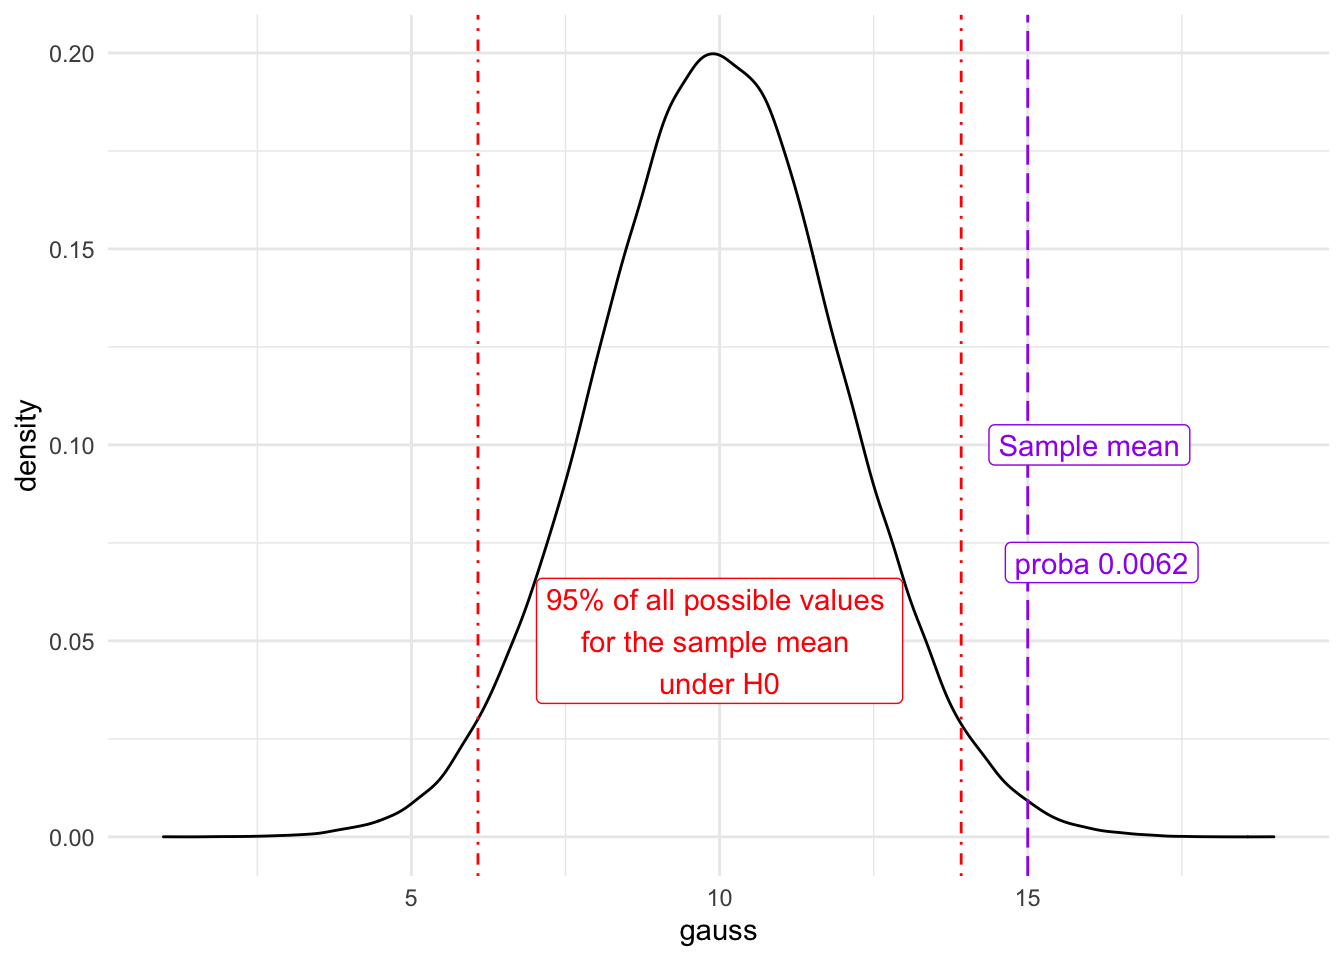 0.20
0.15
0.10
0.05
0.00
density
Sample mean
proba 0.0062
95% of all possible values
for the sample mean
under H0
5
10
15
gauss